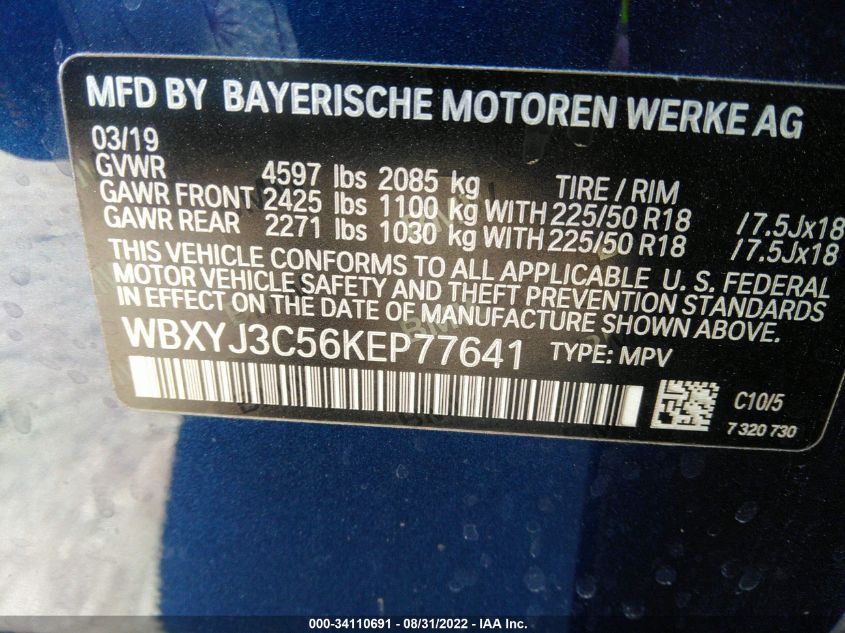 MFD BY BAYERISCHE MOTOREN WERKE AG
03/19
GVWR 4597 lbs 2085 kg TIRE / RIM
GAWR FRONT 2425 lbs 1100 kg WITH 225/50 R18 /7.5Jx18
GAWR REAR 2271 lbs 1030 kg WITH 225/50 R18 /7.5Jx18
THIS VEHICLE CONFORMS TO ALL APPLICABLE U. S. FEDERAL
MOTOR VEHICLE SAFETY AND THEFT PREVENTION STANDARDS
IN EFFECT ON THE DATE OF MANUFACTURE SHOWN ABOVE.
WBXYJ3C56KEP77641 TYPE: MPV
C10/5
7 320 730
000-34110691 - 08/31/2022 - IAA Inc.